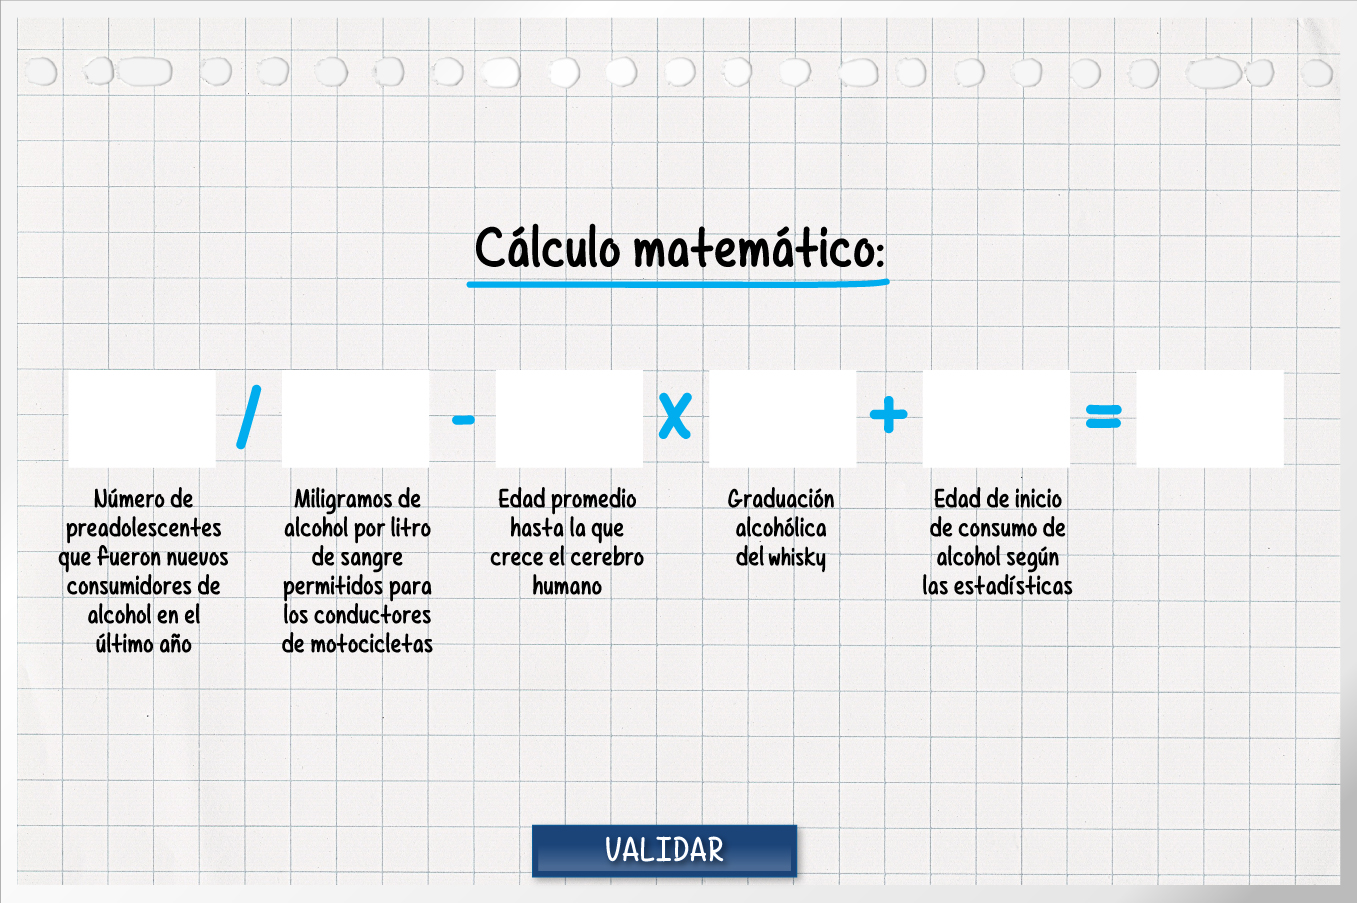 Cálculo matemático:
/ - X + =
Número de
preadolescentes
que fueron nuevos
consumidores de
alcohol en el
último año
Miligramos de
alcohol por litro
de sangre
permitidos para
los conductores
de motocicletas
Edad promedio
hasta la que
crece el cerebro
humano
Graduación
alcohólica
del whisky
Edad de inicio
de consumo de
alcohol según
las estadísticas
VALIDAR